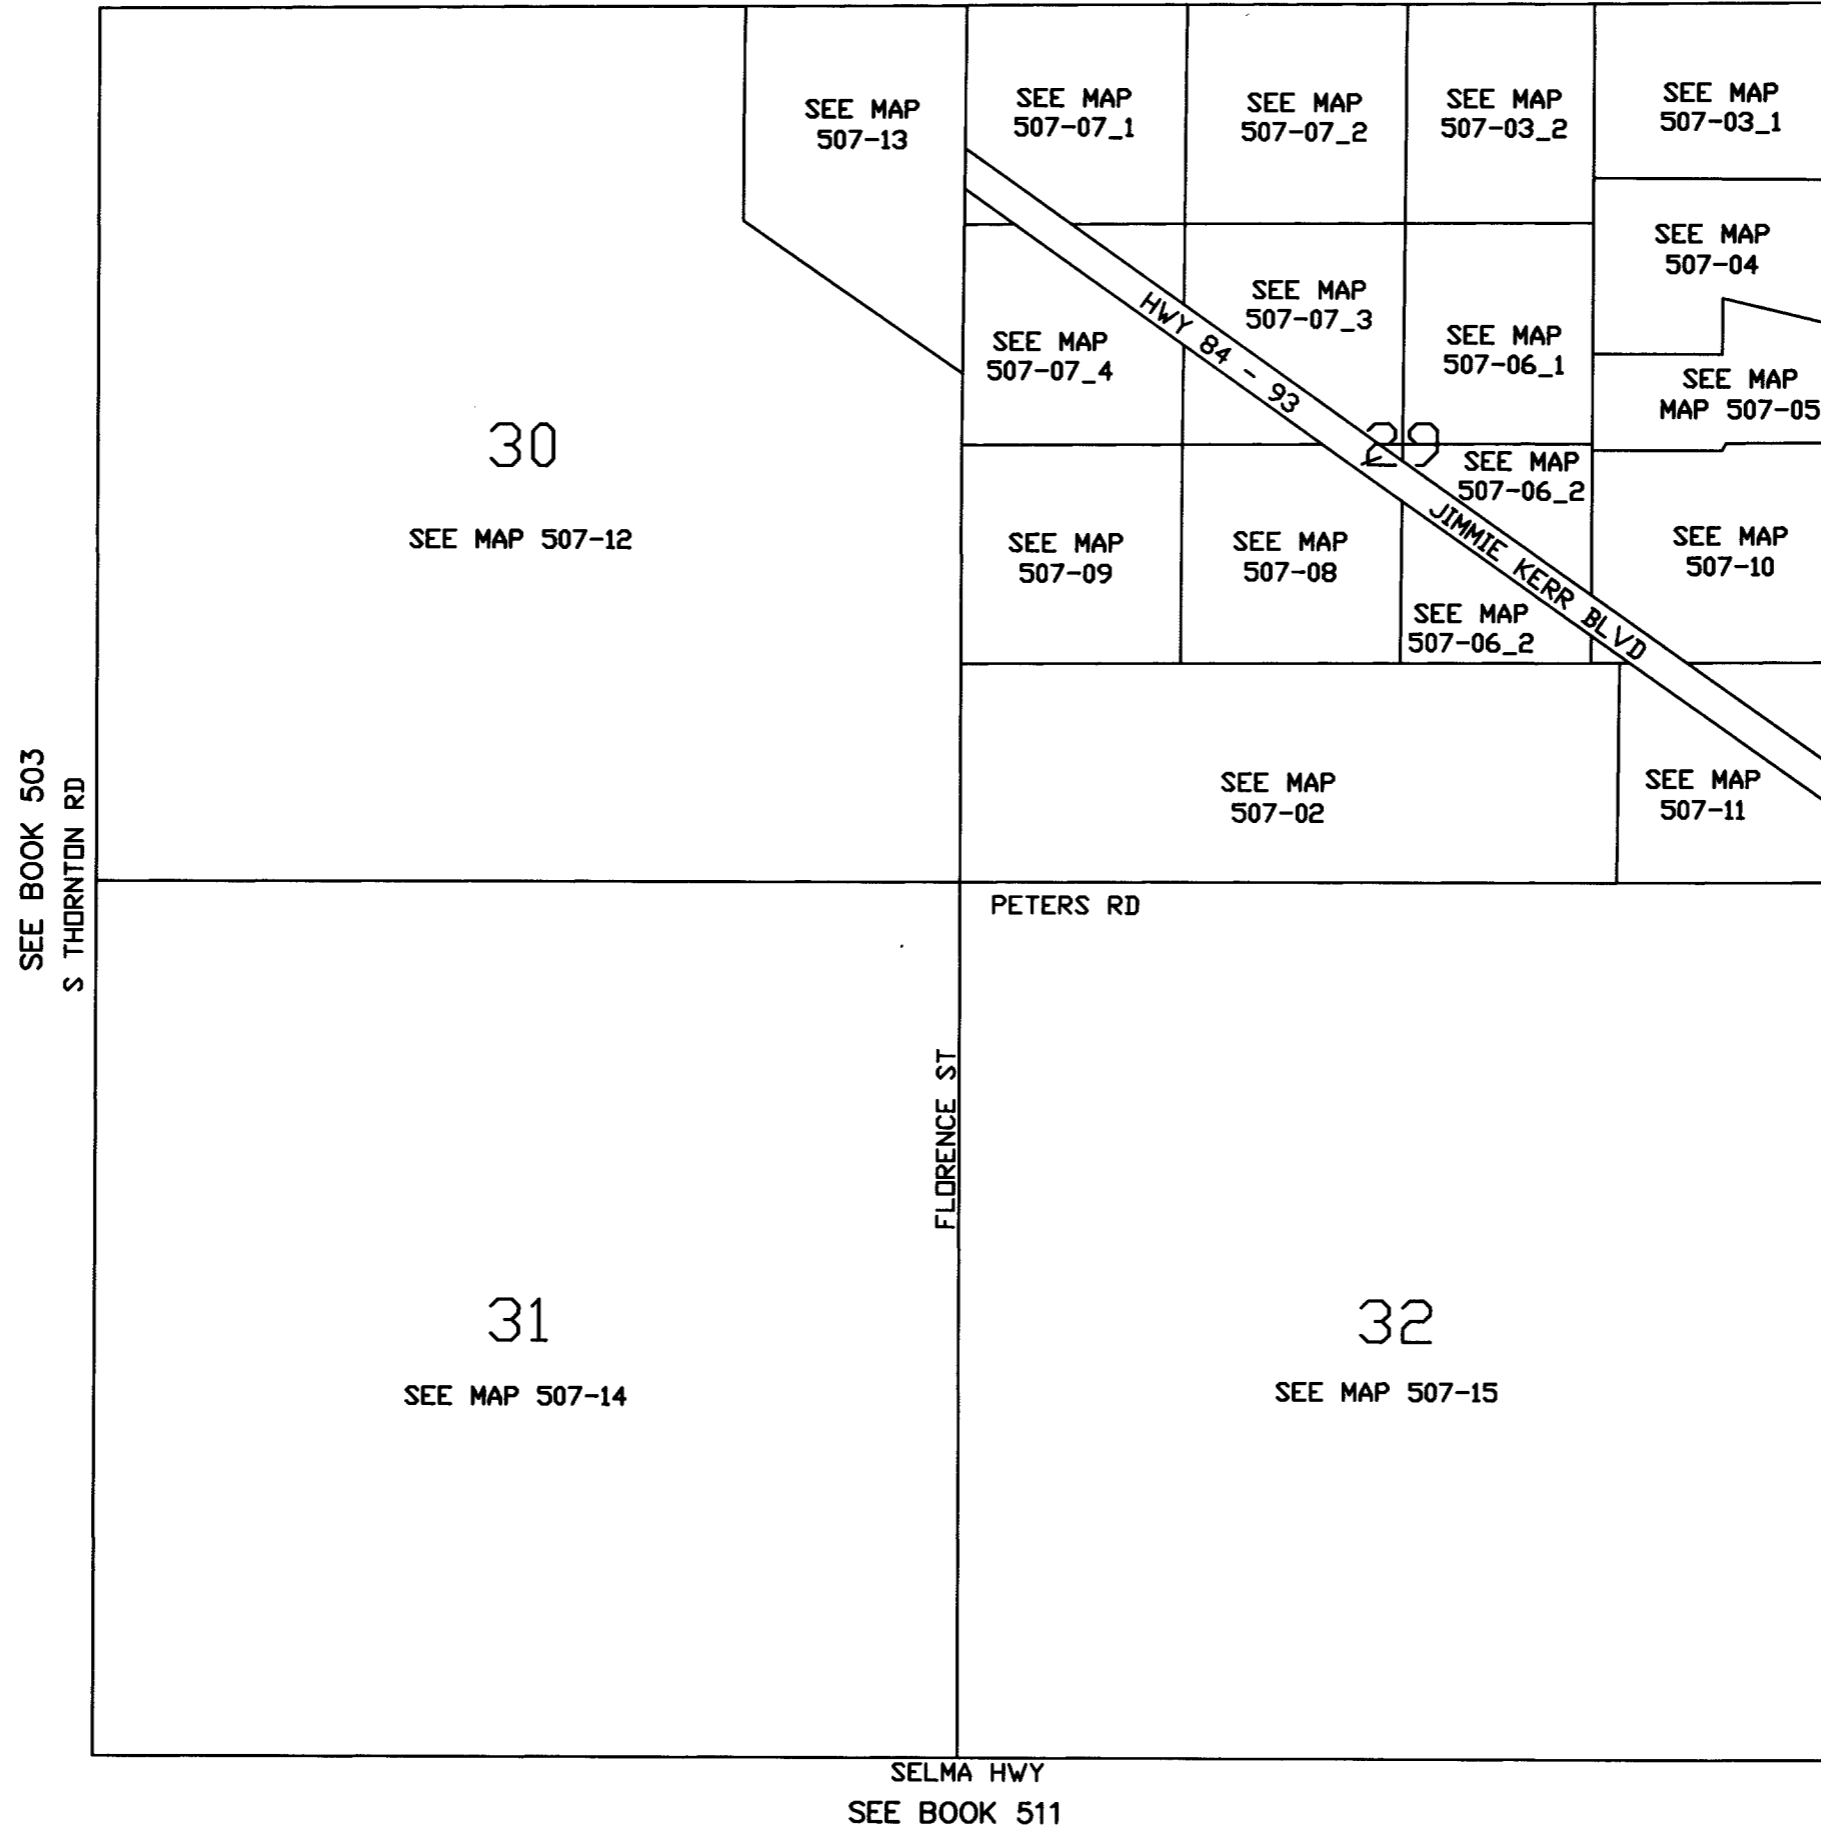 SEE MAP
507-13
SEE MAP
507-07_1
SEE MAP
507-07_2
SEE MAP
507-03_2
SEE MAP
507-03_1
SEE MAP
507-04
SEE MAP
507-07_4
HWY 84 - 93
SEE MAP
507-07_3
SEE MAP
507-06_1
SEE MAP
MAP 507-05
30
SEE MAP 507-12
29
SEE MAP
507-06_2
SEE MAP
507-09
SEE MAP
507-08
JIMMIE KERR BLVD
SEE MAP
507-10
SEE MAP
507-06_2
SEE MAP
507-02
SEE MAP
507-11
SEE BOOK 503
S THORNTON RD
PETERS RD
FLORENCE ST
31
SEE MAP 507-14
32
SEE MAP 507-15
SELMA HWY
SEE BOOK 511